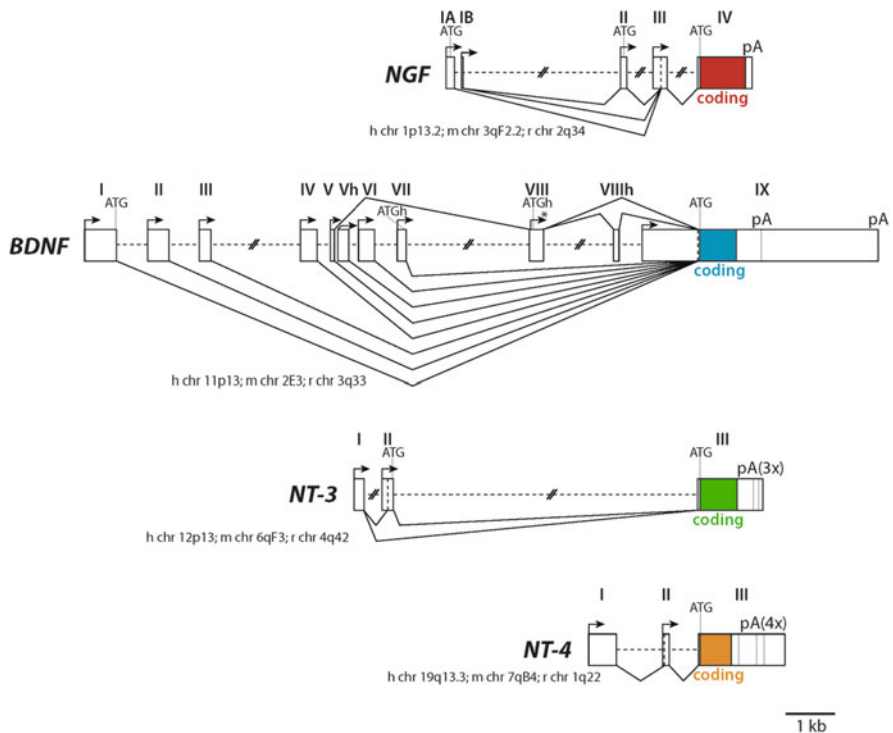 IA IB II III IV
ATG ATG ATG pA
NGF
coding
h chr 1p13.2; m chr 3qF2.2; r chr 2q34
I II III IV V Vh VI VII VIII VIIIh IX
ATG ATGh ATGh ATG
*
pA pA
BDNF
coding
h chr 11p13; m chr 2E3; r chr 3q33
I II III
ATG ATG
pA(3x)
NT-3
coding
h chr 12p13; m chr 6qF3; r chr 4q42
I II III
ATG
pA(4x)
NT-4
coding
h chr 19q13.3; m chr 7qB4; r chr 1q22
1 kb